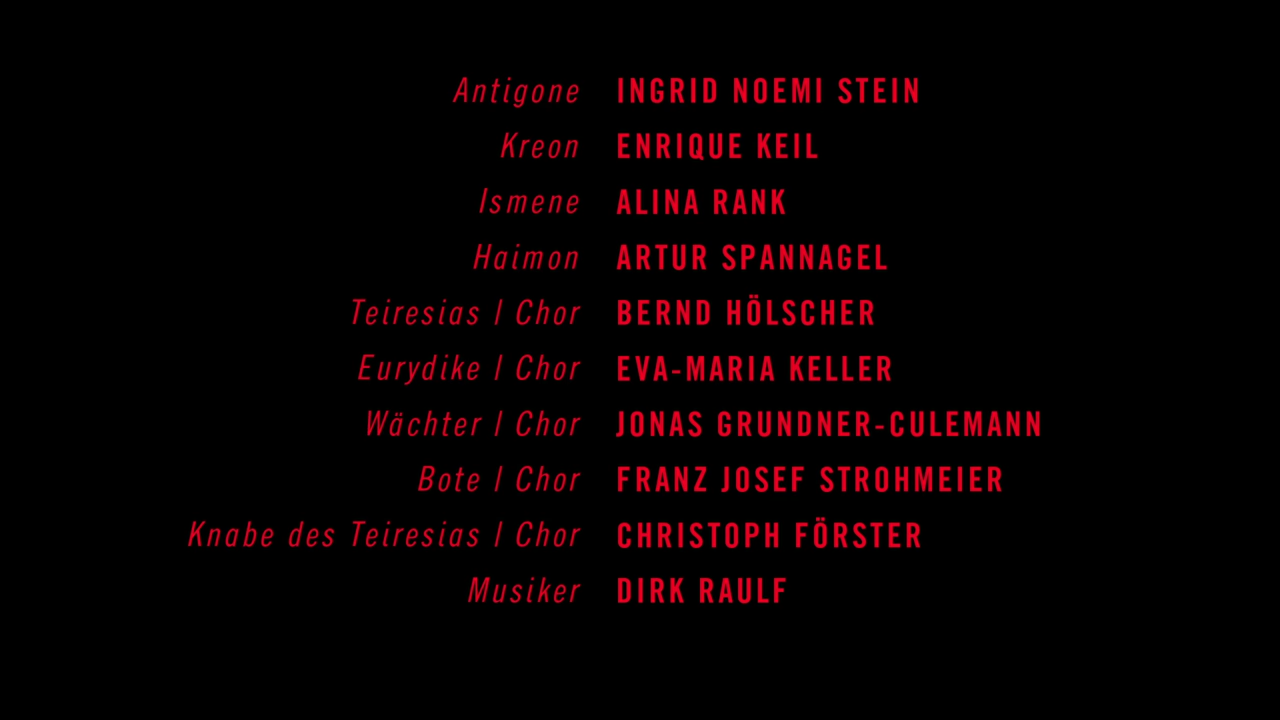 Antigone INGRID NOEMI STEIN
Kreon ENRIQUE KEIL
Ismene ALINA RANK
Haimon ARTUR SPANNAGEL
Teiresias | Chor BERND HÖLSCHER
Eurydike | Chor EVA-MARIA KELLER
Wächter | Chor JONAS GRUNDNER-CULEMANN
Bote | Chor FRANZ JOSEF STROHMEIER
Knabe des Teiresias | Chor CHRISTOPH FÖRSTER
Musiker DIRK RAULF